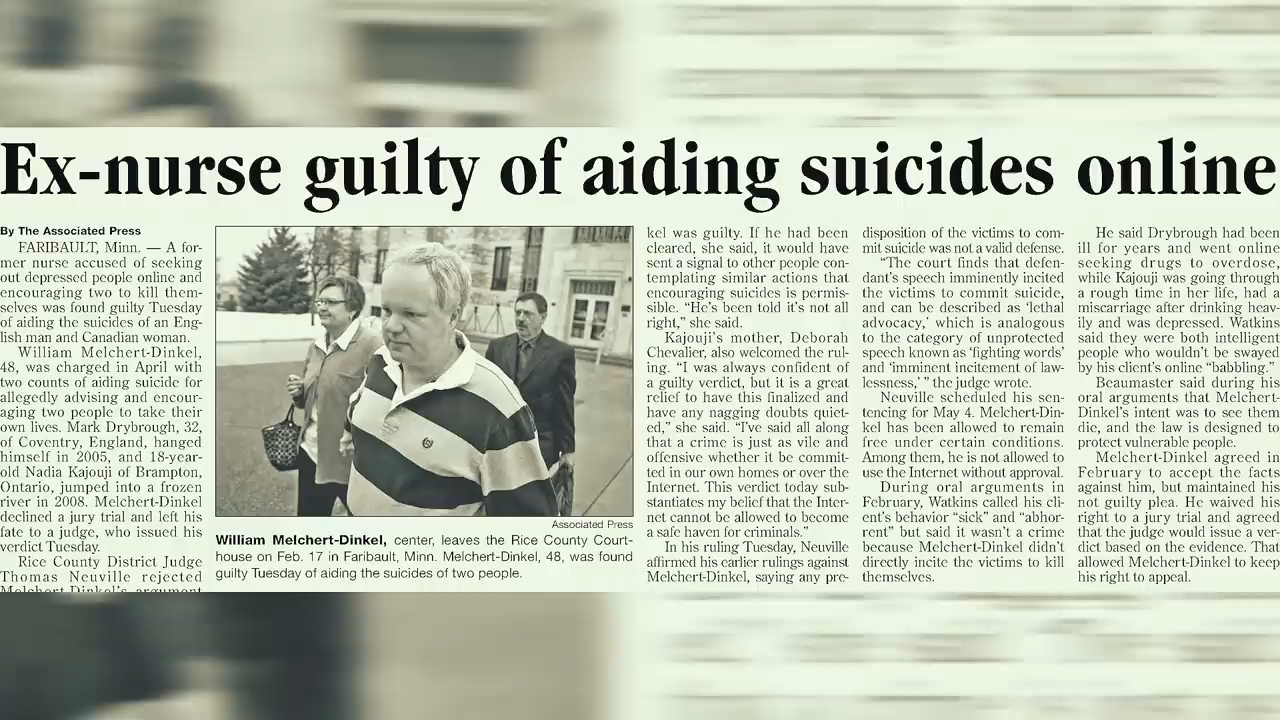 Ex-nurse guilty of aiding suicides online
By The Associated Press
FARIBAULT, Minn. — A for-
mer nurse accused of seeking
out depressed people online and
encouraging two to kill them-
selves was found guilty Tuesday
of aiding the suicides of an Eng-
lish man and Canadian woman.
William Melchert-Dinkel,
48, was charged in April with
two counts of aiding suicide for
allegedly advising and encour-
aging two people to take their
own lives. Mark Drybrough, 32,
of Coventry, England, hanged
himself in 2005, and 18-year-
old Nadia Kajouji of Brampton,
Ontario, jumped into a frozen
river in 2008. Melchert-Dinkel
declined a jury trial and left his
fate to a judge, who issued his
verdict Tuesday.
Rice County District Judge
Thomas Neuville rejected
Melchert-Dinkel's argument
Associated Press
William Melchert-Dinkel, center, leaves the Rice County Court-
house on Feb. 17 in Faribault, Minn. Melchert-Dinkel, 48, was found
guilty Tuesday of aiding the suicides of two people.
kel was guilty. If he had been
cleared, she said, it would have
sent a signal to other people con-
templating similar actions that
encouraging suicides is permis-
sible. “He’s been told it’s not all
right,” she said.
Kajouji’s mother, Deborah
Chevalier, also welcomed the rul-
ing. “I was always confident of
a guilty verdict, but it is a great
relief to have this finalized and
have any nagging doubts quiet-
ed,” she said. “I’ve said all along
that a crime is just as vile and
offensive whether it be commit-
ted in our own homes or over the
Internet. This verdict today sub-
stantiates my belief that the Inter-
net cannot be allowed to become
a safe haven for criminals.”
In his ruling Tuesday, Neuville
affirmed his earlier rulings against
Melchert-Dinkel, saying any pre-
disposition of the victims to com-
mit suicide was not a valid defense.
“The court finds that defen-
dant’s speech imminently incited
the victims to commit suicide,
and can be described as ‘lethal
advocacy,’ which is analogous
to the category of unprotected
speech known as ‘fighting words’
and ‘imminent incitement of law-
lessness,’ ” the judge wrote.
Neuville scheduled his sen-
tencing for May 4. Melchert-Din-
kel has been allowed to remain
free under certain conditions.
Among them, he is not allowed to
use the Internet without approval.
During oral arguments in
February, Watkins called his cli-
ent’s behavior “sick” and “abhor-
rent” but said it wasn’t a crime
because Melchert-Dinkel didn’t
directly incite the victims to kill
themselves.
He said Drybrough had been
ill for years and went online
seeking drugs to overdose,
while Kajouji was going through
a rough time in her life, had a
miscarriage after drinking heav-
ily and was depressed. Watkins
said they were both intelligent
people who wouldn’t be swayed
by his client’s online “babbling.”
Beaumaster said during his
oral arguments that Melchert-
Dinkel’s intent was to see them
die, and the law is designed to
protect vulnerable people.
Melchert-Dinkel agreed in
February to accept the facts
against him, but maintained his
not guilty plea. He waived his
right to a jury trial and agreed
that the judge would issue a ver-
dict based on the evidence. That
allowed Melchert-Dinkel to keep
his right to appeal.